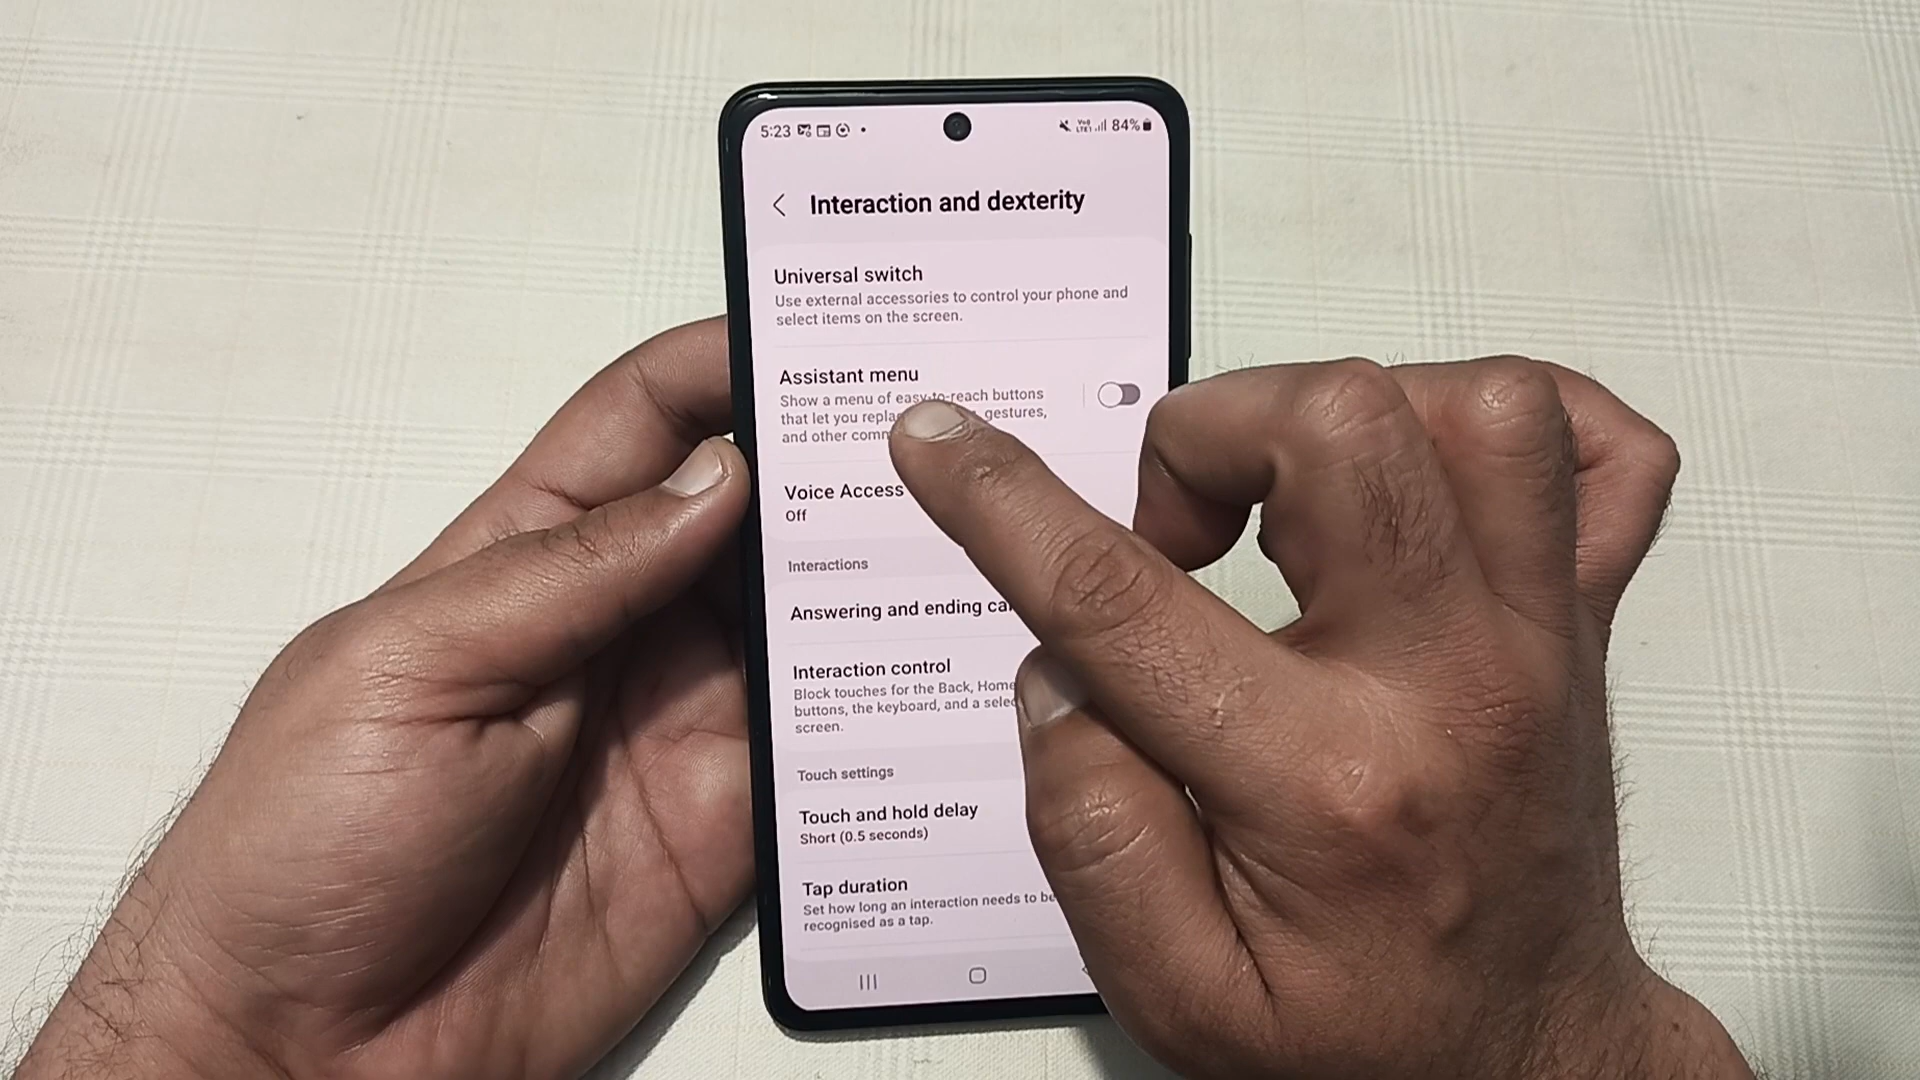 5:23 84%
Interaction and dexterity
Universal switch
Use external accessories to control your phone and
select items on the screen.
Assistant menu
Show a menu of easy-to-reach buttons
that let you gestures,
and other
Voice Access
Off
Interactions
Answering and ending
Interaction control
Block touches for the Back, Home
buttons, the keyboard, and a
screen.
Touch settings
Touch and hold delay
Short (0.5 seconds)
Tap duration
Set how long an interaction needs to be
recognised as a tap.